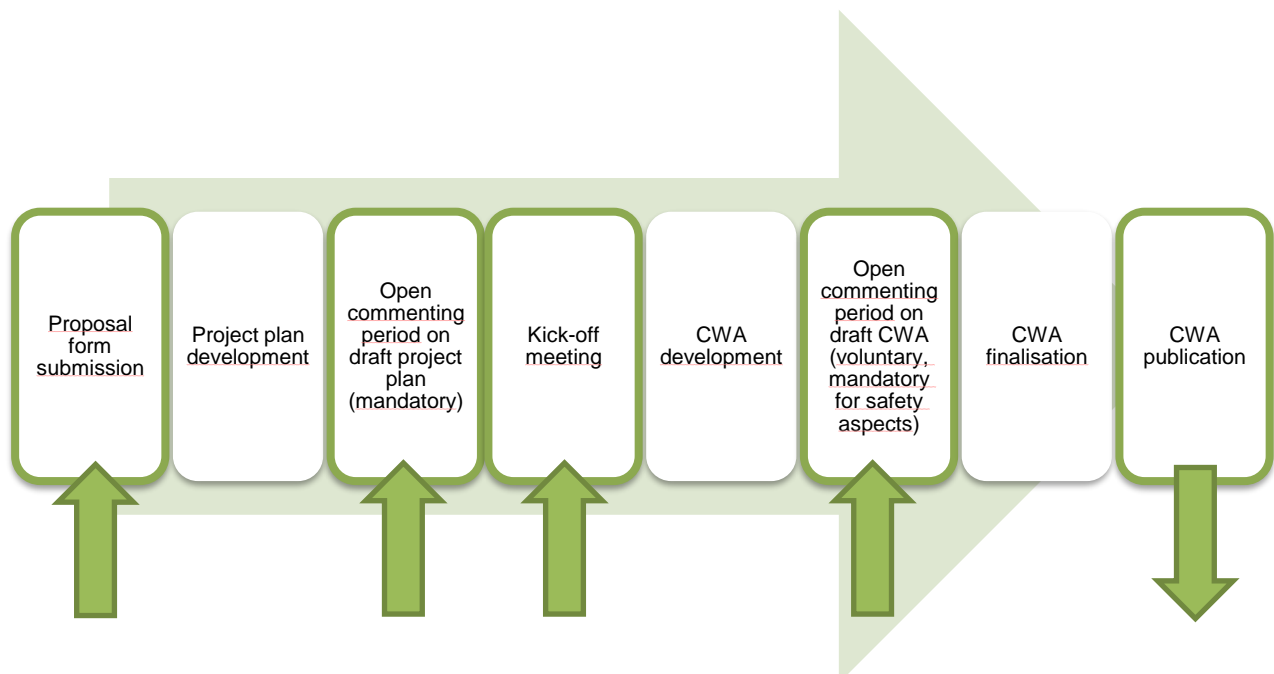 Proposal
form
submission
Project plan
development
Open
commenting
period on
draft project
plan
(mandatory)
Kick-off
meeting
CWA
development
Open
commenting
period on
draft CWA
(voluntary,
mandatory
for safety
aspects)
CWA
finalisation
CWA
publication